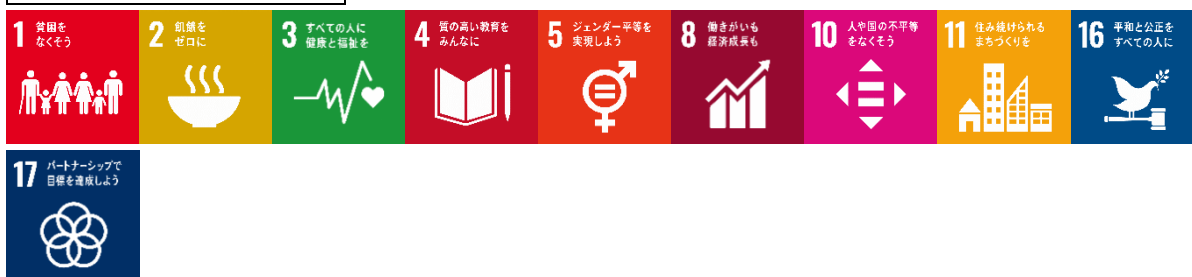 1 貧困を
なくそう
2 飢餓を
ゼロに
3 すべての人に
健康と福祉を
4 質の高い教育を
みんなに
5 ジェンダー平等を
実現しよう
8 働きがいも
経済成長も
10 人や国の不平等
をなくそう
11 住み続けられる
まちづくりを
16 平和と公正を
すべての人に
17 パートナーシップで
目標を達成しよう